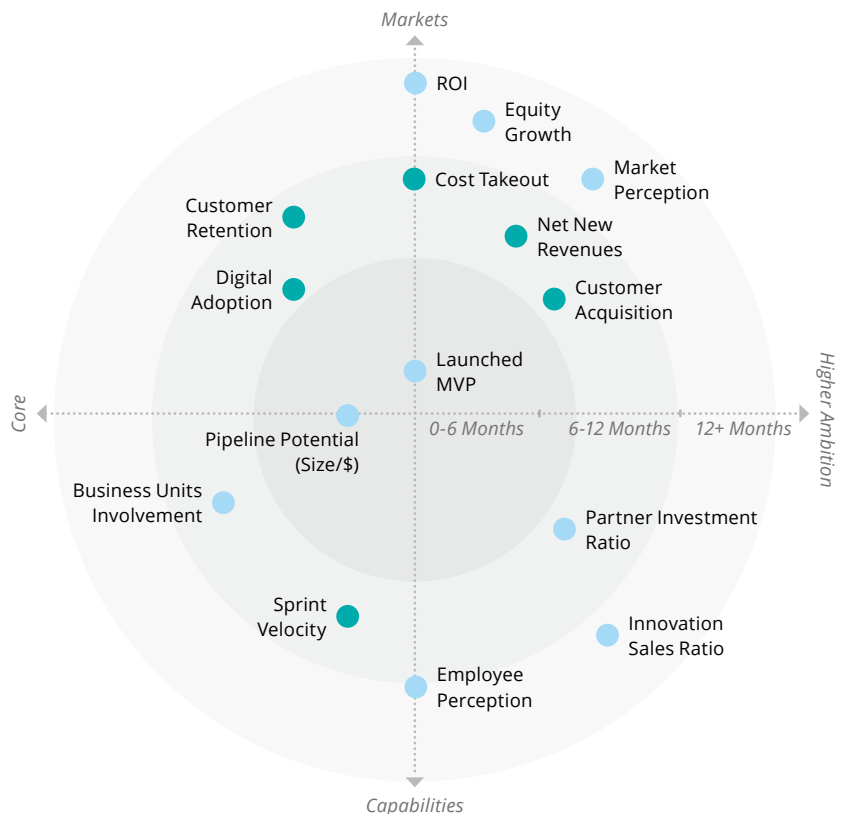 Markets
ROI
Equity
Growth
Market
Perception
Cost Takeout
Customer
Retention
Net New
Revenues
Digital
Adoption
Customer
Acquisition
Launched
MVP
Core
Higher Ambition
0-6 Months
6-12 Months
12+ Months
Pipeline Potential
(Size/$)
Business Units
Involvement
Partner Investment
Ratio
Sprint
Velocity
Innovation
Sales Ratio
Employee
Perception
Capabilities